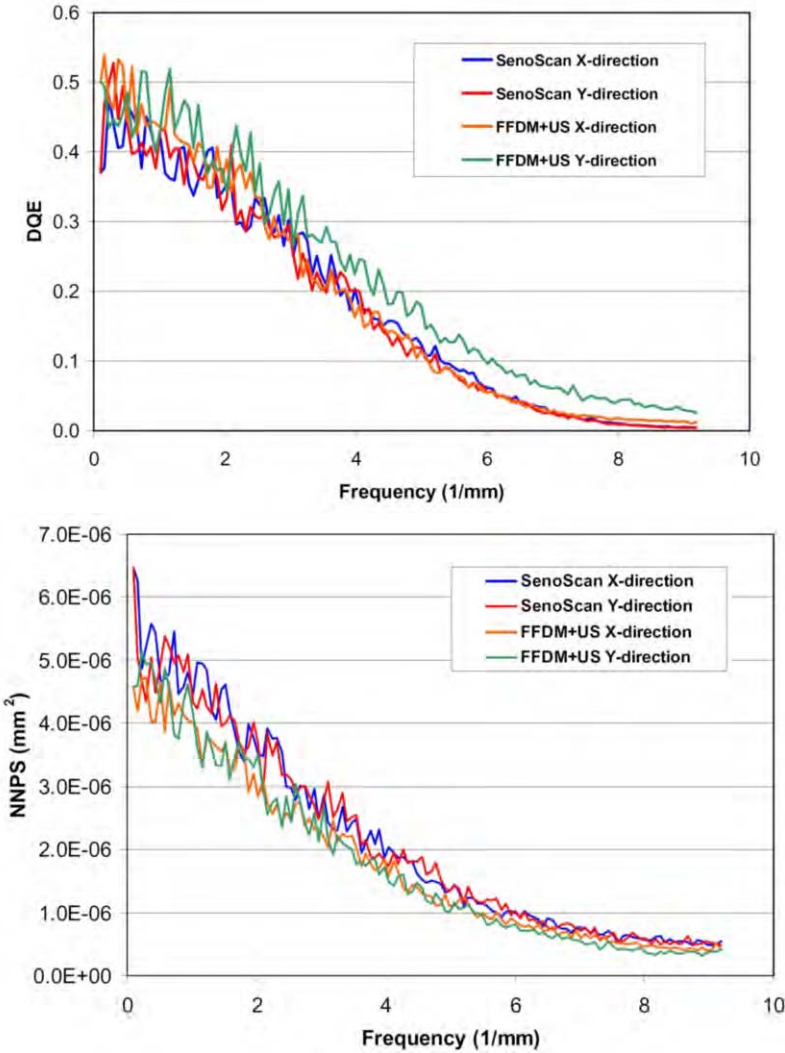 0.6
0.5
0.4
0.3
0.2
0.1
0.0
DQE
SenoScan X-direction
SenoScan Y-direction
FFDM+US X-direction
FFDM+US Y-direction
0 2 4 6 8 10
Frequency (1/mm)
7.0E-06
6.0E-06
5.0E-06
4.0E-06
3.0E-06
2.0E-06
1.0E-06
0.0E+00
NNPS (mm²)
SenoScan X-direction
SenoScan Y-direction
FFDM+US X-direction
FFDM+US Y-direction
0 2 4 6 8 10
Frequency (1/mm)